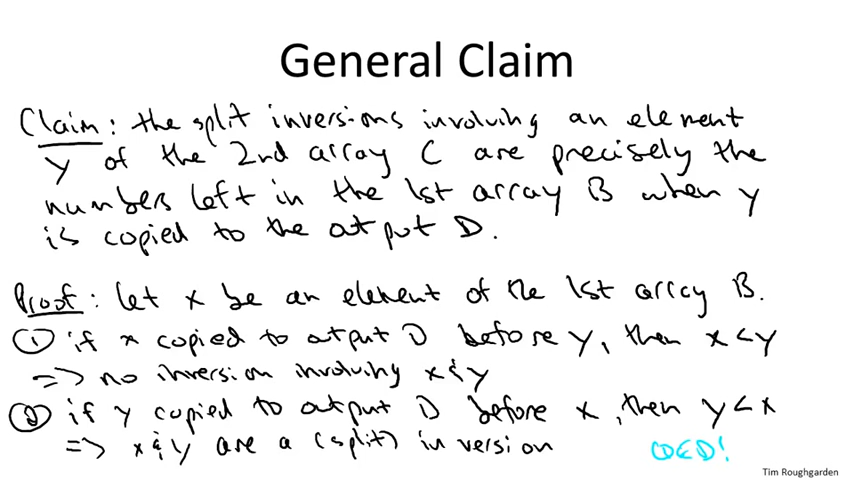 General Claim
Claim: the split inversions involving an element
y of the 2nd array C are precisely the
numbers left in the 1st array B when y
is copied to the output D.
Proof: let x be an element of the 1st array B.
① if x copied to output D before y, then x<y
=> no inversion involving x & y
② if y copied to output D before x, then y<x
=> x & y are a (split) inversion
QED!
Tim Roughgarden